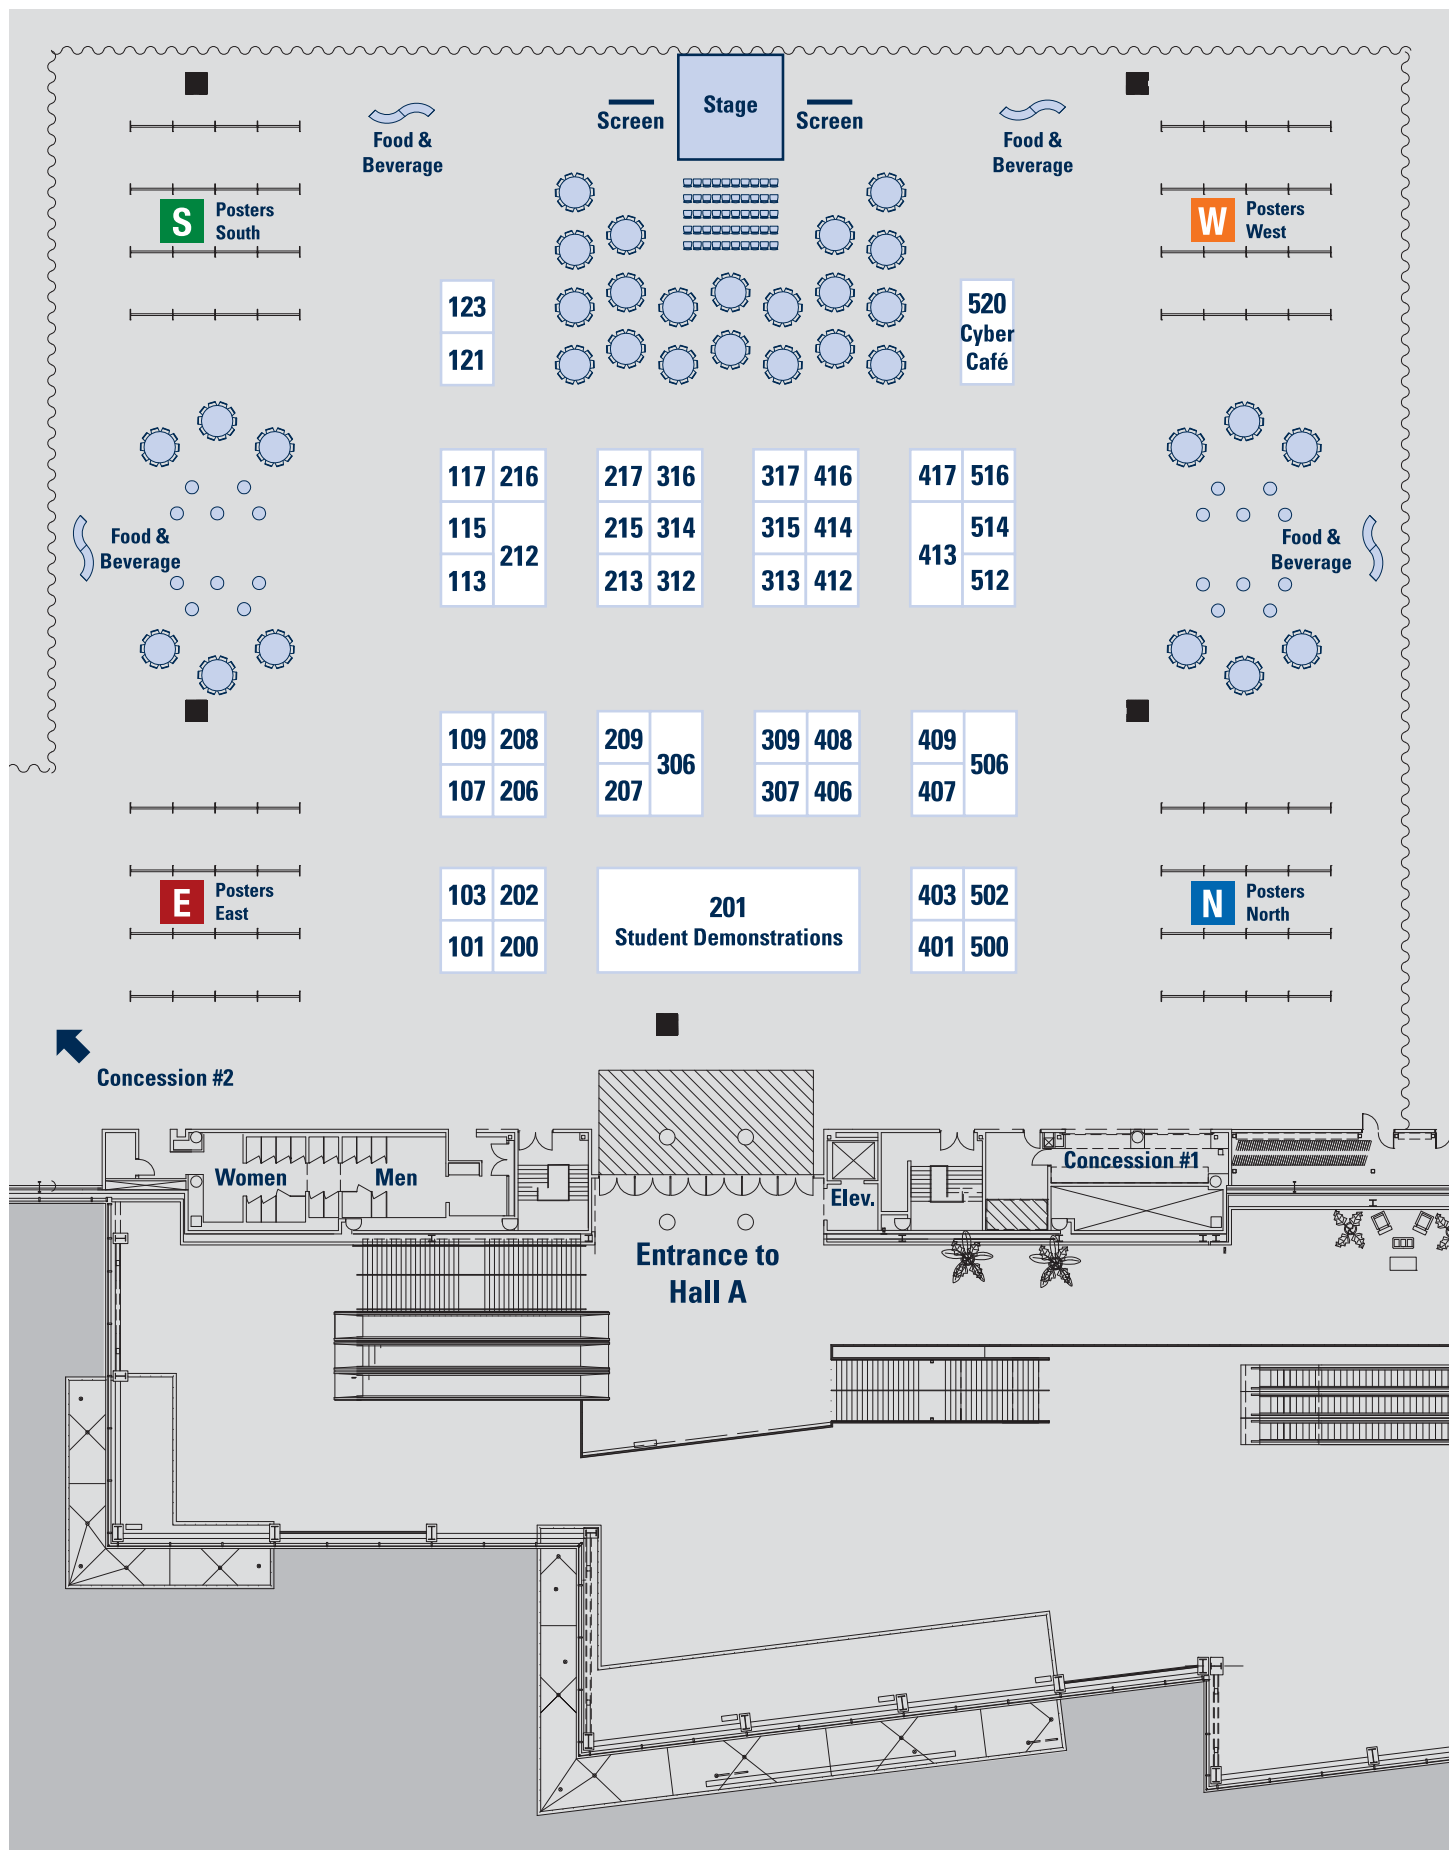 Stage
Screen
Screen
Food &
Beverage
Food &
Beverage
S
Posters
South
W
Posters
West
123
121
520
Cyber
Café
117 216
115
212
113
217 316
215 314
213 312
317 416
315 414
313 412
417 516
514
413
512
Food &
Beverage
Food &
Beverage
109 208
107 206
209
306
207
309 408
307 406
409
506
407
E
Posters
East
103 202
101 200
201
Student Demonstrations
403 502
401 500
N
Posters
North
Concession #2
Women
Men
Elev.
Concession #1
Entrance to
Hall A